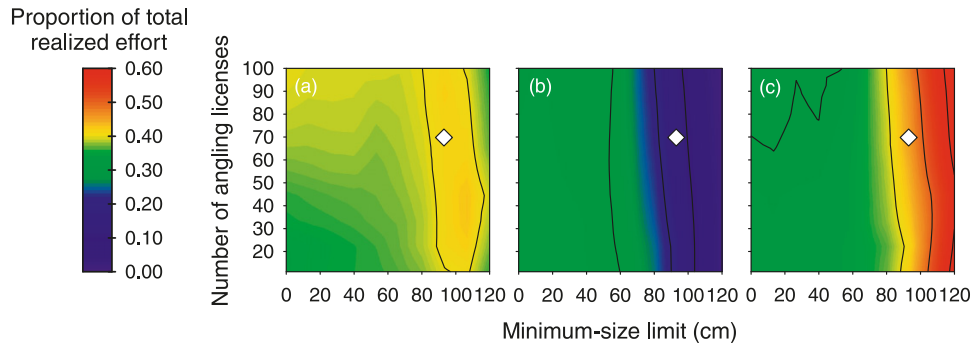 Proportion of total
realized effort
0.60
0.50
0.40
0.30
0.20
0.10
0.00
Number of angling licenses
100
90
80
70
60
50
40
30
20
(a)
(b)
(c)
0 20 40 60 80 100 120
0 20 40 60 80 100 120
0 20 40 60 80 100 120
Minimum-size limit (cm)